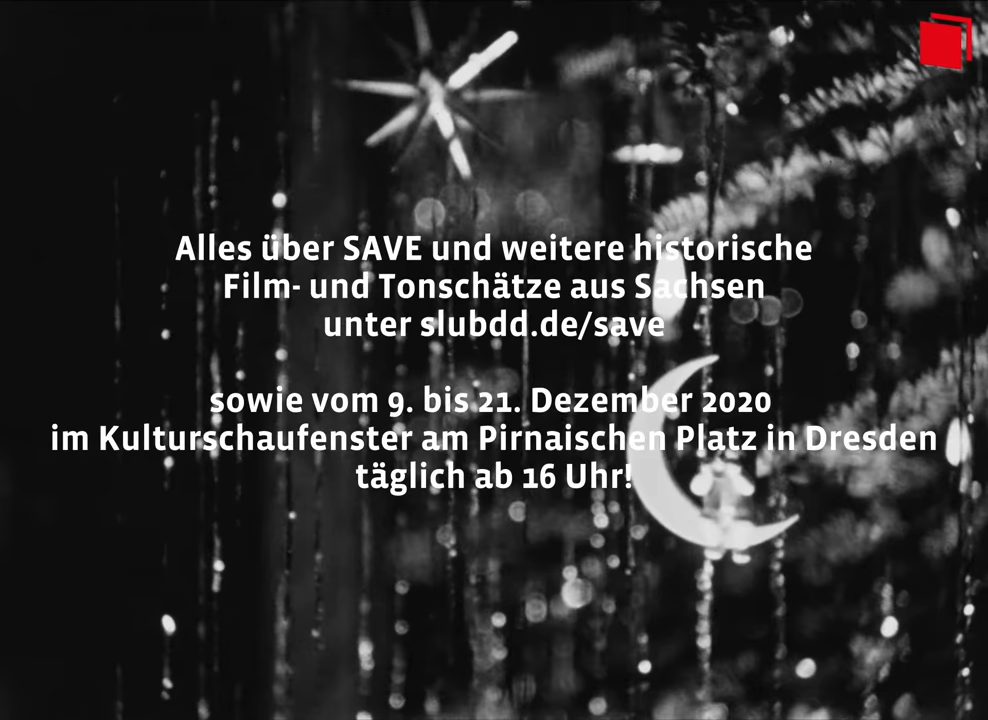 Alles über SAVE und weitere historische
Film- und Tonschätze aus Sachsen
unter slubdd.de/save
sowie vom 9. bis 21. Dezember 2020
im Kulturschaufenster am Pirnaischen Platz in Dresden
täglich ab 16 Uhr!